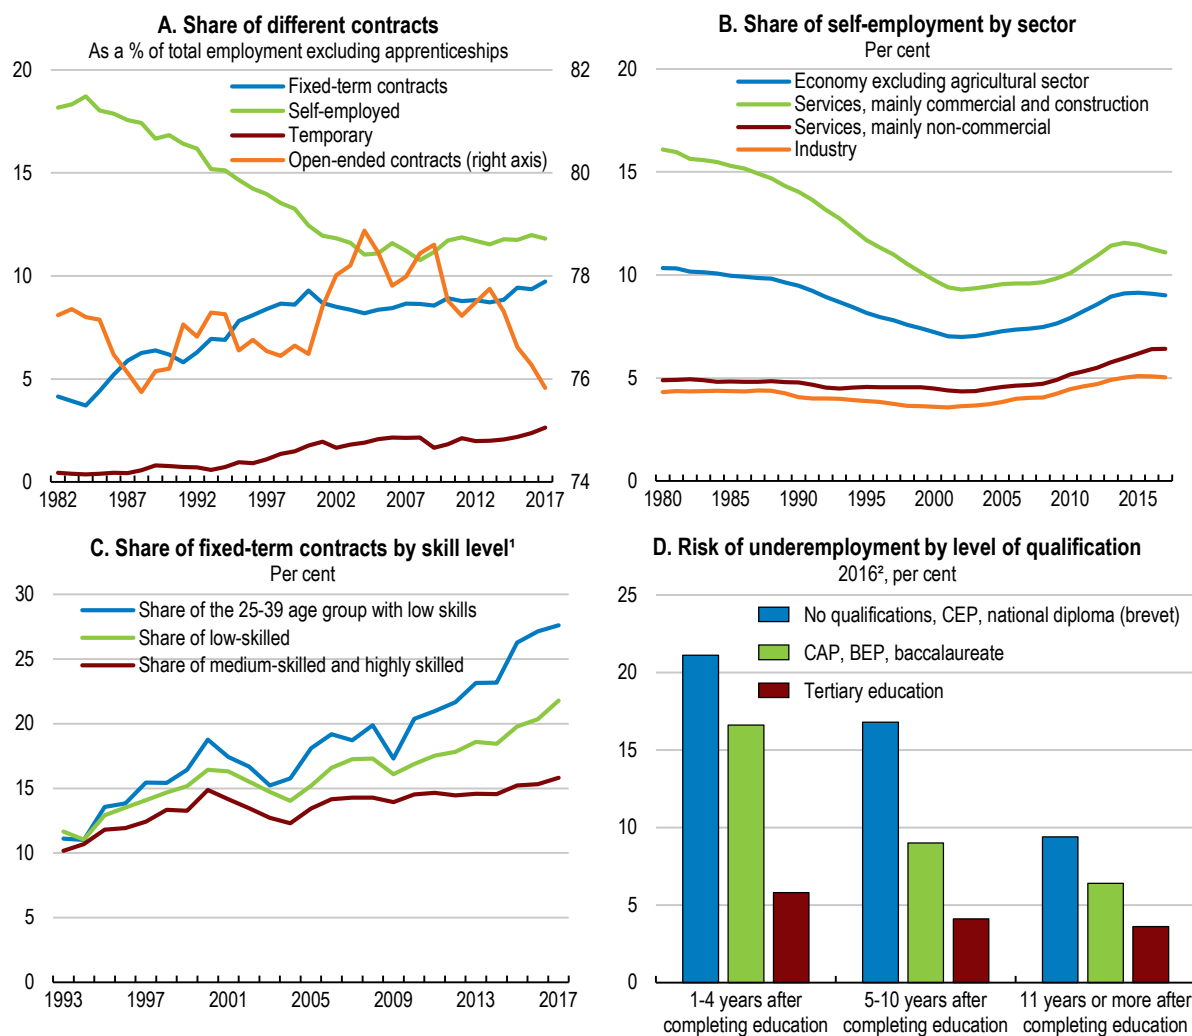 A. Share of different contracts
As a % of total employment excluding apprenticeships
20
15
10
5
0
82
80
78
76
74
Fixed-term contracts
Self-employed
Temporary
Open-ended contracts (right axis)
1982 1987 1992 1997 2002 2007 2012 2017
B. Share of self-employment by sector
Per cent
20
15
10
5
0
Economy excluding agricultural sector
Services, mainly commercial and construction
Services, mainly non-commercial
Industry
1980 1985 1990 1995 2000 2005 2010 2015
C. Share of fixed-term contracts by skill level¹
Per cent
30
25
20
15
10
5
0
Share of the 25-39 age group with low skills
Share of low-skilled
Share of medium-skilled and highly skilled
1993 1997 2001 2005 2009 2013 2017
D. Risk of underemployment by level of qualification
2016², per cent
25
20
15
10
5
0
No qualifications, CEP, national diploma (brevet)
CAP, BEP, baccalaureate
Tertiary education
1-4 years after
completing education
5-10 years after
completing education
11 years or more after
completing education